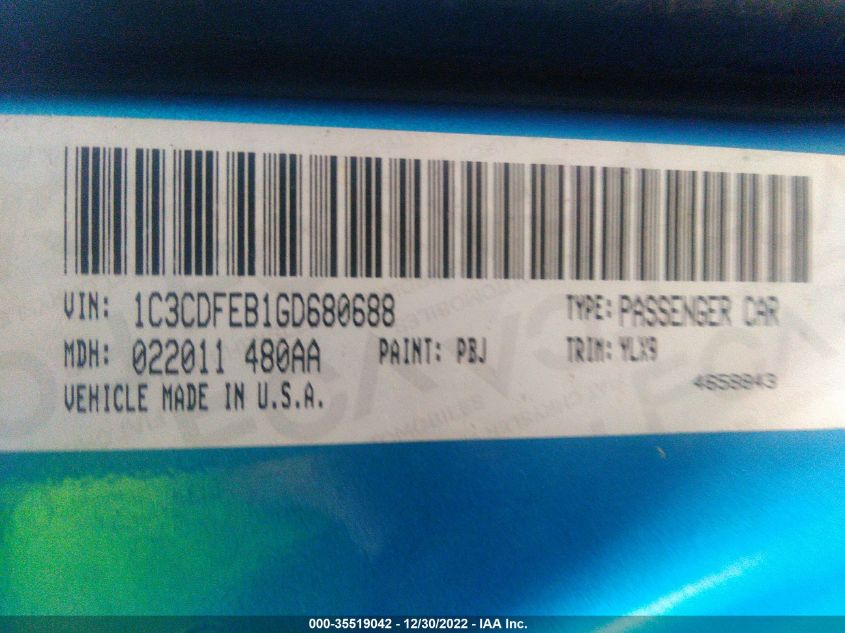 VIN: 1C3CDFEB1GD680688 TYPE: PASSENGER CAR
MDH: 022011 480AA PAINT: PBJ TRIM: YLX9
4658843
VEHICLE MADE IN U.S.A.
000-35519042 - 12/30/2022 - IAA Inc.